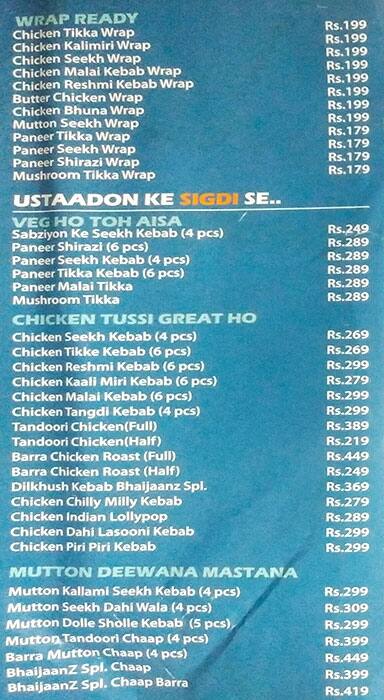 WRAP READY
Chicken Tikka Wrap Rs.199
Chicken Kalimiri Wrap Rs.199
Chicken Seekh Wrap Rs.199
Chicken Malai Kebab Wrap Rs.199
Chicken Reshmi Kebab Wrap Rs.199
Butter Chicken Wrap Rs.199
Chicken Bhuna Wrap Rs.199
Mutton Seekh Wrap Rs.199
Paneer Tikka Wrap Rs.179
Paneer Seekh Wrap Rs.179
Paneer Shirazi Wrap Rs.179
Mushroom Tikka Wrap Rs.179
USTAADON KE SIGDI SE..
VEG HO TOH AISA
Sabziyon Ke Seekh Kebab (4 pcs) Rs.249
Paneer Shirazi (6 pcs) Rs.289
Paneer Seekh Kebab (4 pcs) Rs.289
Paneer Tikka Kebab (6 pcs) Rs.289
Paneer Malai Tikka Rs.289
Mushroom Tikka Rs.289
CHICKEN TUSSI GREAT HO
Chicken Seekh Kebab (4 pcs) Rs.269
Chicken Tikke Kebab (6 pcs) Rs.269
Chicken Reshmi Kebab (6 pcs) Rs.299
Chicken Kaali Miri Kebab (6 pcs) Rs.279
Chicken Malai Kebab (6 pcs) Rs.299
Chicken Tangdi Kebab (4 pcs) Rs.299
Tandoori Chicken(Full) Rs.389
Tandoori Chicken(Half) Rs.219
Barra Chicken Roast (Full) Rs.449
Barra Chicken Roast (Half) Rs.249
Dilkhush Kebab Bhaijaanz Spl. Rs.369
Chicken Chilly Milly Kebab Rs.279
Chicken Indian Lollypop Rs.289
Chicken Dahi Lasooni Kebab Rs.299
Chicken Piri Piri Kebab Rs.299
MUTTON DEEWANA MASTANA
Mutton Kallami Seekh Kebab (4 pcs) Rs.299
Mutton Seekh Dahi Wala (4 pcs) Rs.309
Mutton Dolle Sholle Kebab (5 pcs). Rs.299
Mutton Tandoori Chaap (4 pcs) Rs.399
Barra Mutton Chaap (4 pcs) Rs.449
BhaijaanZ Spl. Chaap Rs.399
BhaijaanZ Spl. Chaap Barra Rs.419